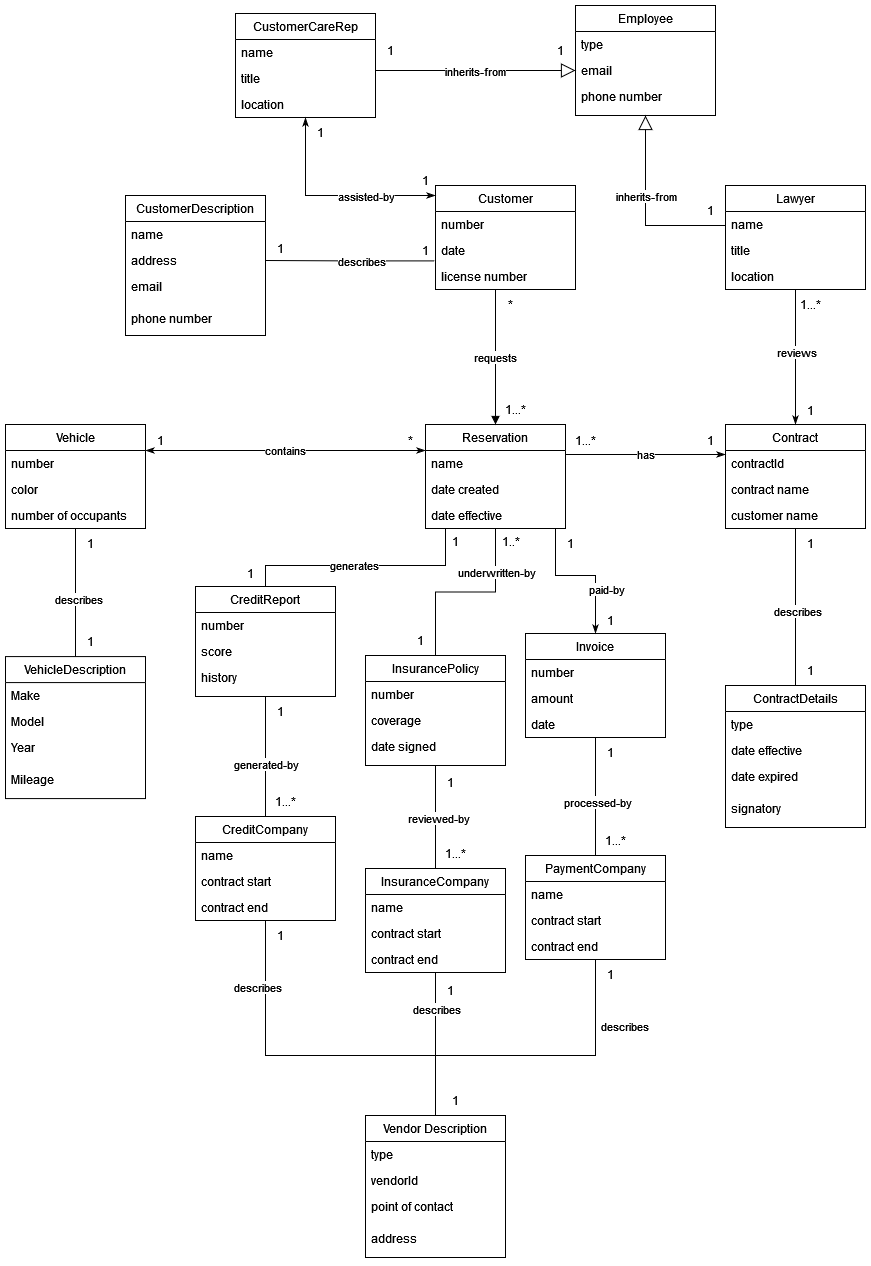 CustomerCareRep
name
title
location
Employee
type
email
phone number
1
1
inherits-from
1
assisted-by
1
inherits-from
1
CustomerDescription
name
address
email
phone number
1
describes
1
Customer
number
date
license number
Lawyer
name
title
location
*
requests
1...*
1...*
reviews
1
Vehicle
number
color
number of occupants
1
contains
*
Reservation
name
date created
date effective
1...*
has
1
Contract
contractId
contract name
customer name
1
describes
1
1
generates
1
1..*
underwritten-by
1
1
paid-by
1
1
describes
1
VehicleDescription
Make
Model
Year
Mileage
CreditReport
number
score
history
InsurancePolicy
number
coverage
date signed
Invoice
number
amount
date
ContractDetails
type
date effective
date expired
signatory
1
generated-by
1...*
1
reviewed-by
1...*
1
processed-by
1...*
CreditCompany
name
contract start
contract end
InsuranceCompany
name
contract start
contract end
PaymentCompany
name
contract start
contract end
1
describes
1
describes
1
describes
1
Vendor Description
type
vendorId
point of contact
address